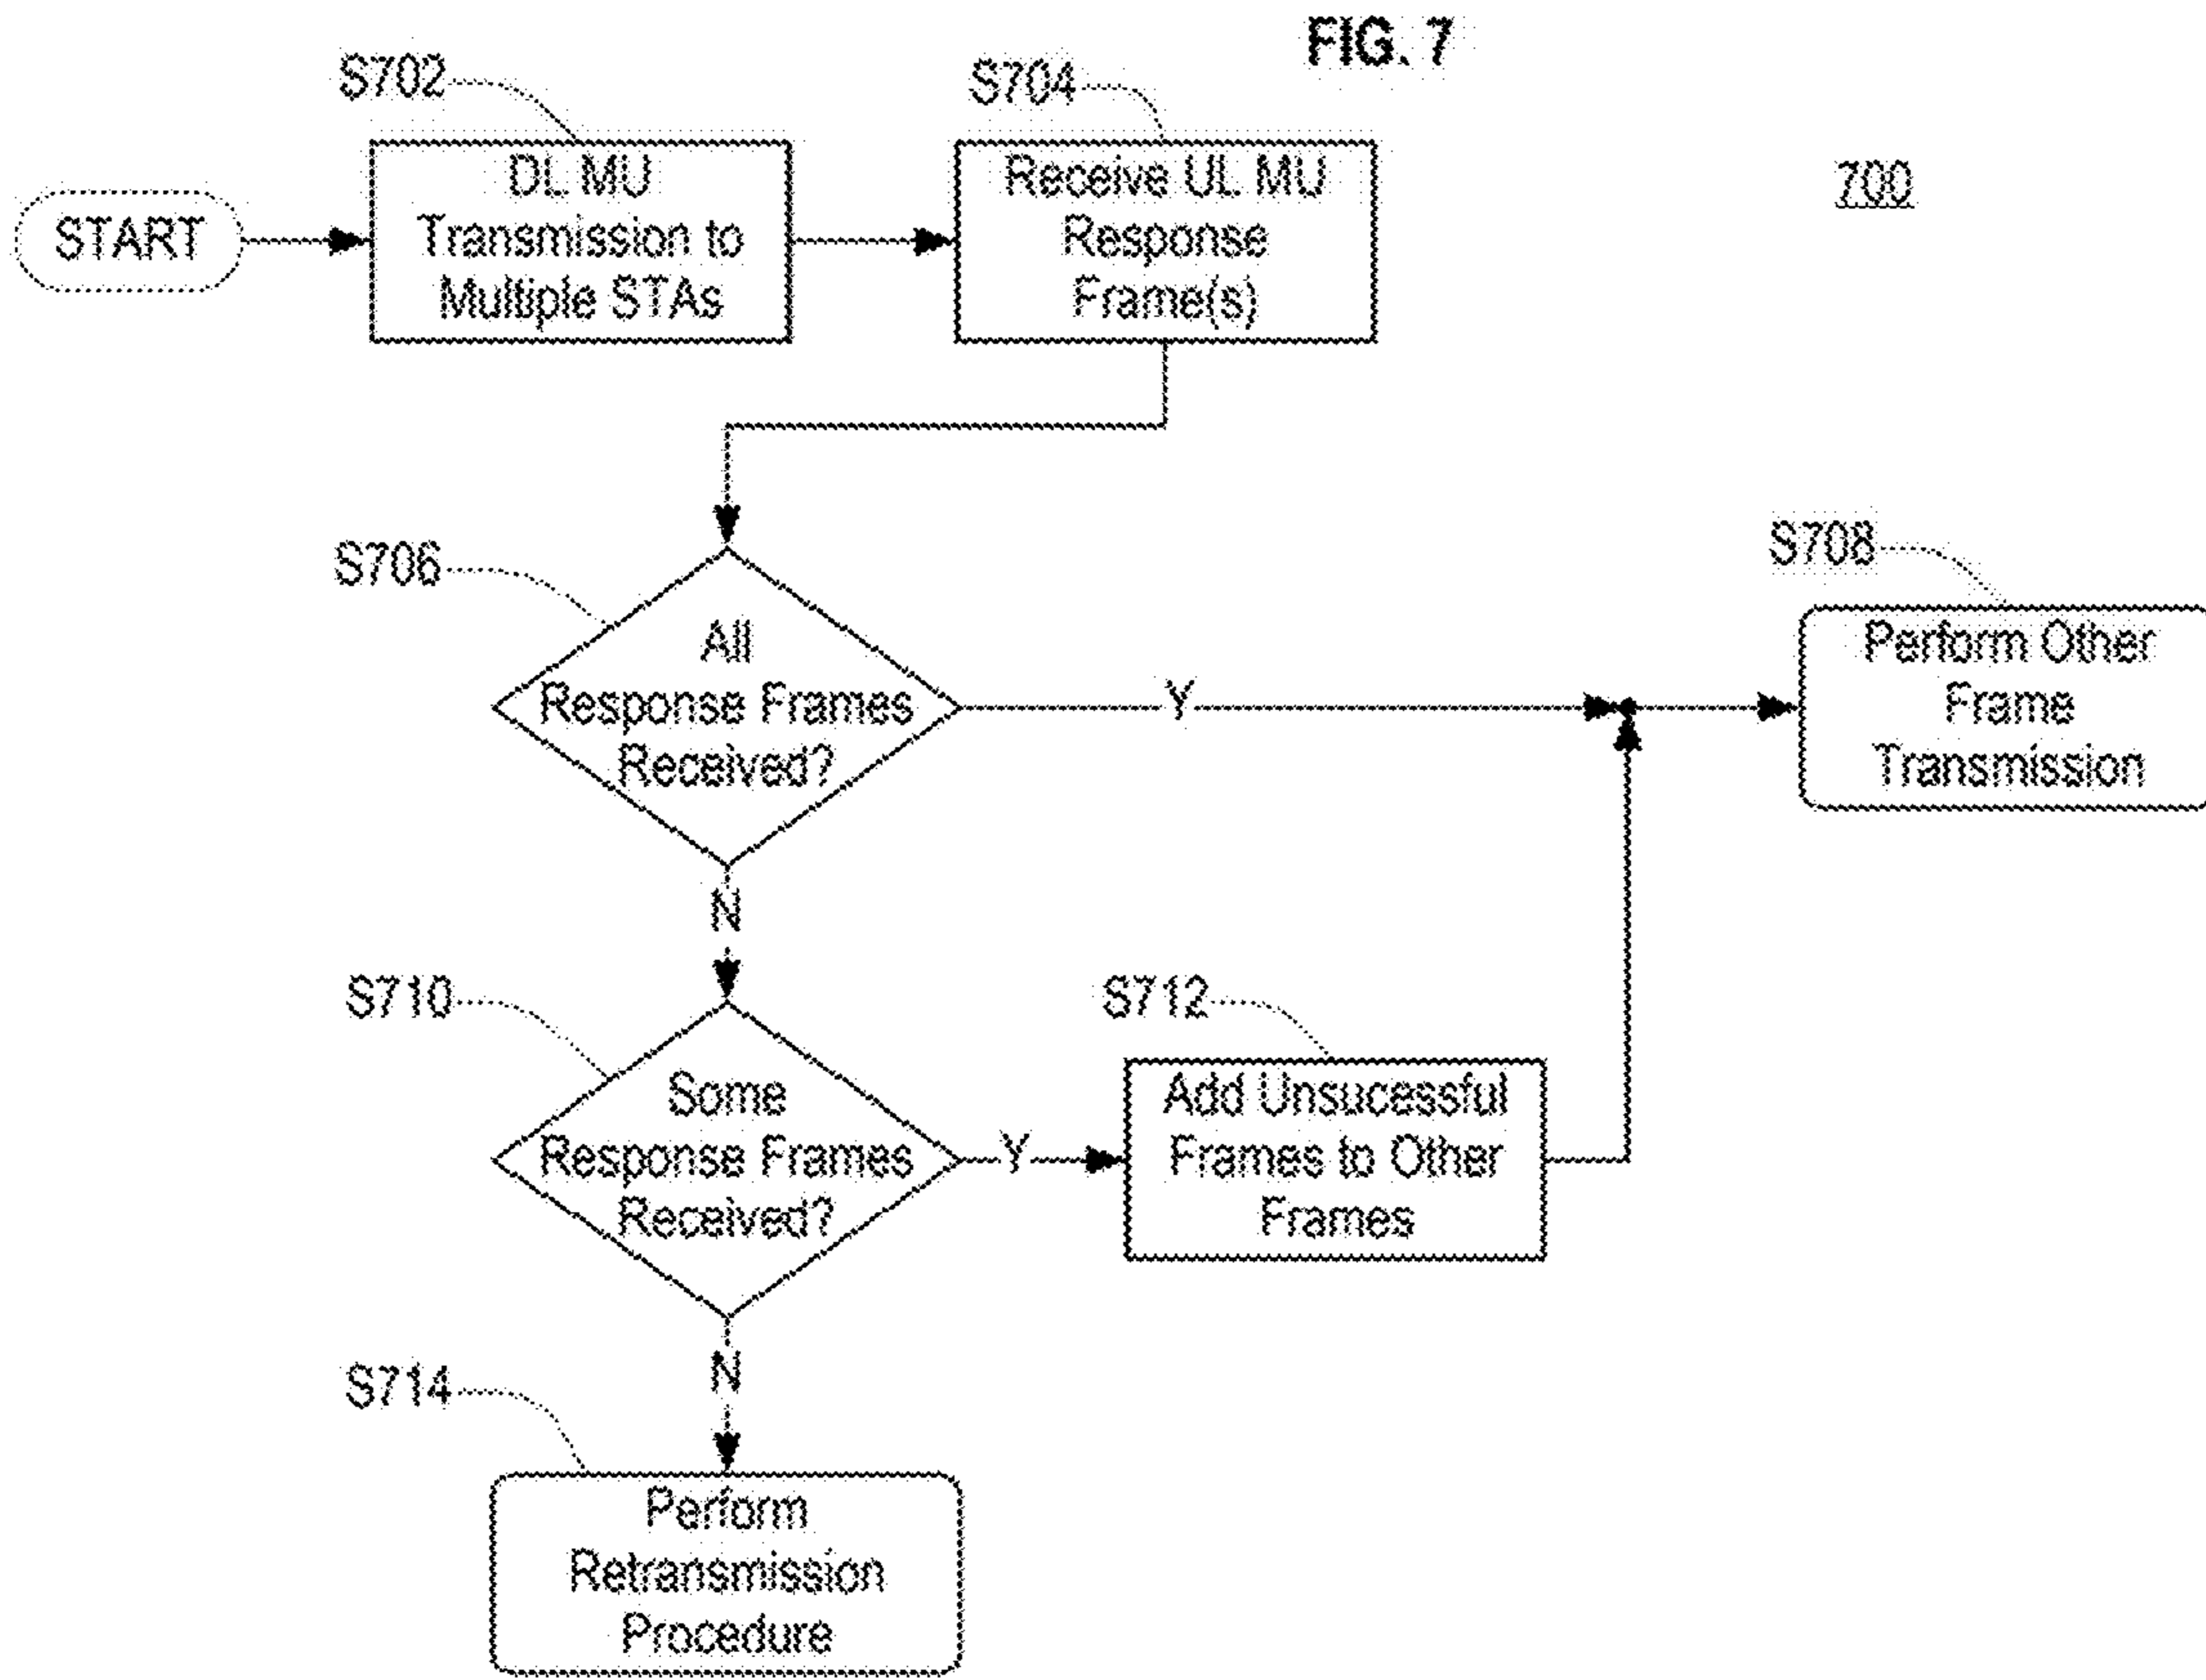 FIG. 7
700
S702
S704
START
DL MU
Transmission to
Multiple STAs
Receive UL MU
Response
Frame(s)
S706
All
Response Frames
Received?
Y
N
S708
Perform Other
Frame
Transmission
S710
Some
Response Frames
Received?
Y
N
S712
Add Unsucessful
Frames to Other
Frames
S714
Perform
Retransmission
Procedure